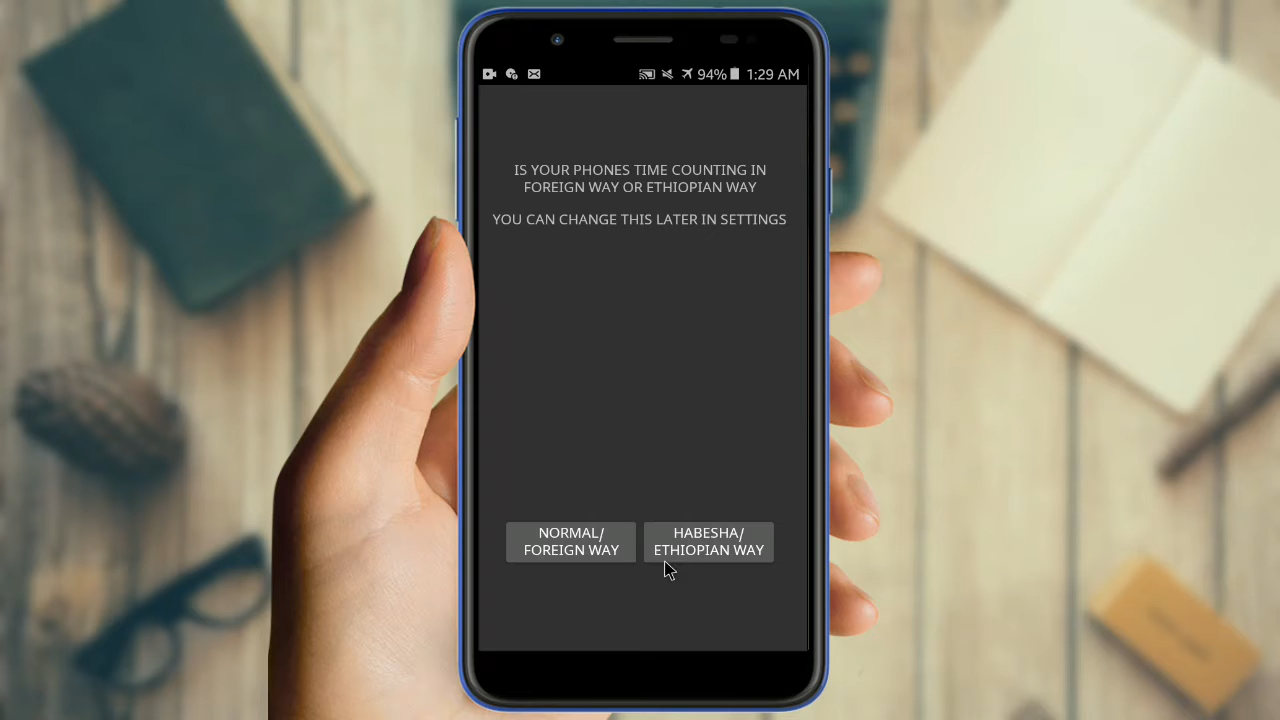 94% 1:29 AM
IS YOUR PHONES TIME COUNTING IN
FOREIGN WAY OR ETHIOPIAN WAY
YOU CAN CHANGE THIS LATER IN SETTINGS
NORMAL/
FOREIGN WAY
HABESHA/
ETHIOPIAN WAY